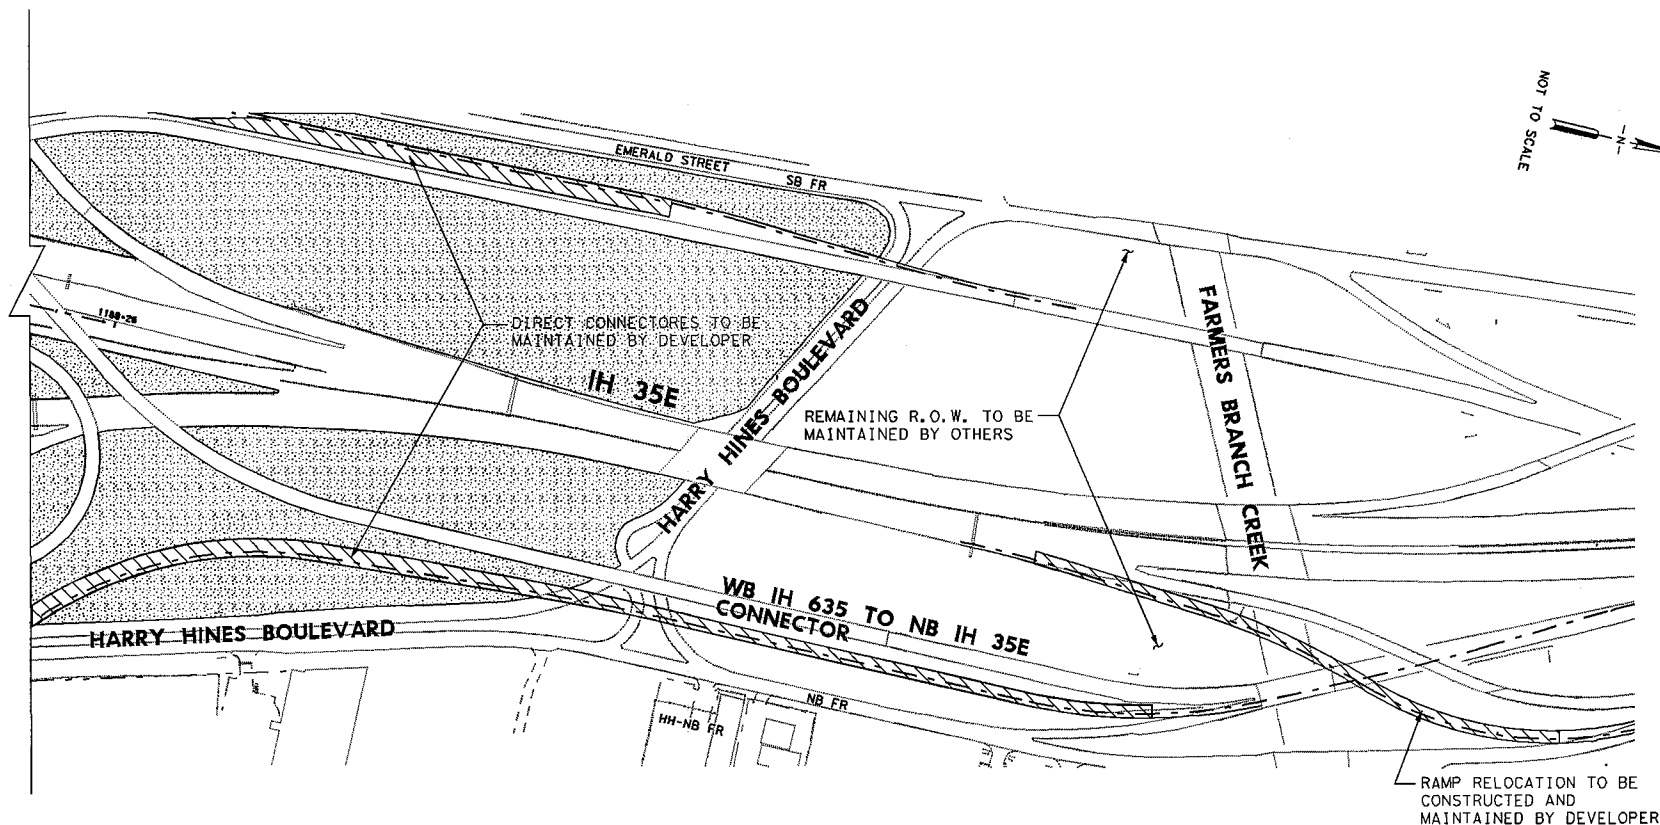 NOT TO SCALE
-N-
EMERALD STREET
SB FR
1188+26
DIRECT CONNECTORES TO BE
MAINTAINED BY DEVELOPER
IH 35E
HARRY HINES BOULEVARD
REMAINING R.O.W. TO BE
MAINTAINED BY OTHERS
FARMERS BRANCH CREEK
WB IH 635 TO NB IH 35E
CONNECTOR
HARRY HINES BOULEVARD
NB FR
HH-NB FR
RAMP RELOCATION TO BE
CONSTRUCTED AND
MAINTAINED BY DEVELOPER